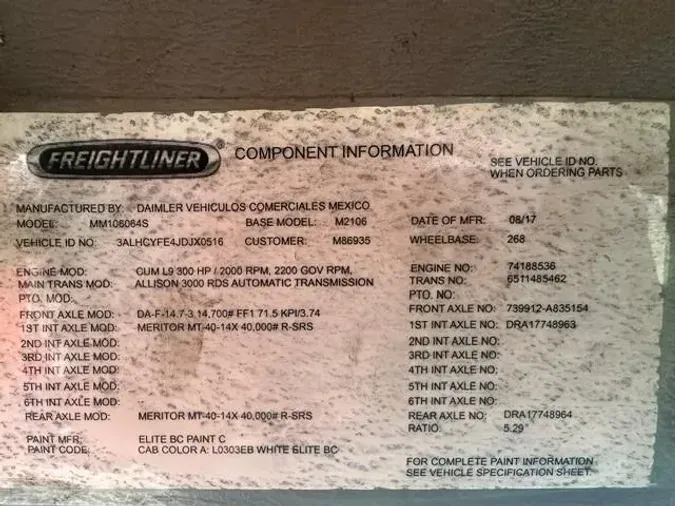 FREIGHTLINER® COMPONENT INFORMATION
SEE VEHICLE ID NO.
WHEN ORDERING PARTS
MANUFACTURED BY: DAIMLER VEHICULOS COMERCIALES MEXICO
MODEL: MM106064S BASE MODEL: M2106 DATE OF MFR: 08/17
VEHICLE ID NO: 3ALHCYFE4JDJX0516 CUSTOMER: M86935 WHEELBASE: 268
ENGINE MOD: CUM L9 300 HP / 2000 RPM, 2200 GOV RPM, ENGINE NO: 74188536
MAIN TRANS MOD: ALLISON 3000 RDS AUTOMATIC TRANSMISSION TRANS NO: 6511485462
PTO. MOD: PTO. NO:
FRONT AXLE MOD: DA-F-14.7-3 14,700# FF1 71.5 KPI/3.74 FRONT AXLE NO: 739912-A835154
1ST INT AXLE MOD: MERITOR MT-40-14X 40,000# R-SRS 1ST INT AXLE NO: DRA17748963
2ND INT AXLE MOD: 2ND INT AXLE NO:
3RD INT AXLE MOD: 3RD INT AXLE NO:
4TH INT AXLE MOD: 4TH INT AXLE NO:
5TH INT AXLE MOD: 5TH INT AXLE NO:
6TH INT AXLE MOD: 6TH INT AXLE NO:
REAR AXLE MOD: MERITOR MT-40-14X 40,000# R-SRS REAR AXLE NO: DRA17748964
RATIO: 5.29
PAINT MFR: ELITE BC PAINT C
PAINT CODE: CAB COLOR A: L0303EB WHITE ELITE BC
FOR COMPLETE PAINT INFORMATION
SEE VEHICLE SPECIFICATION SHEET.